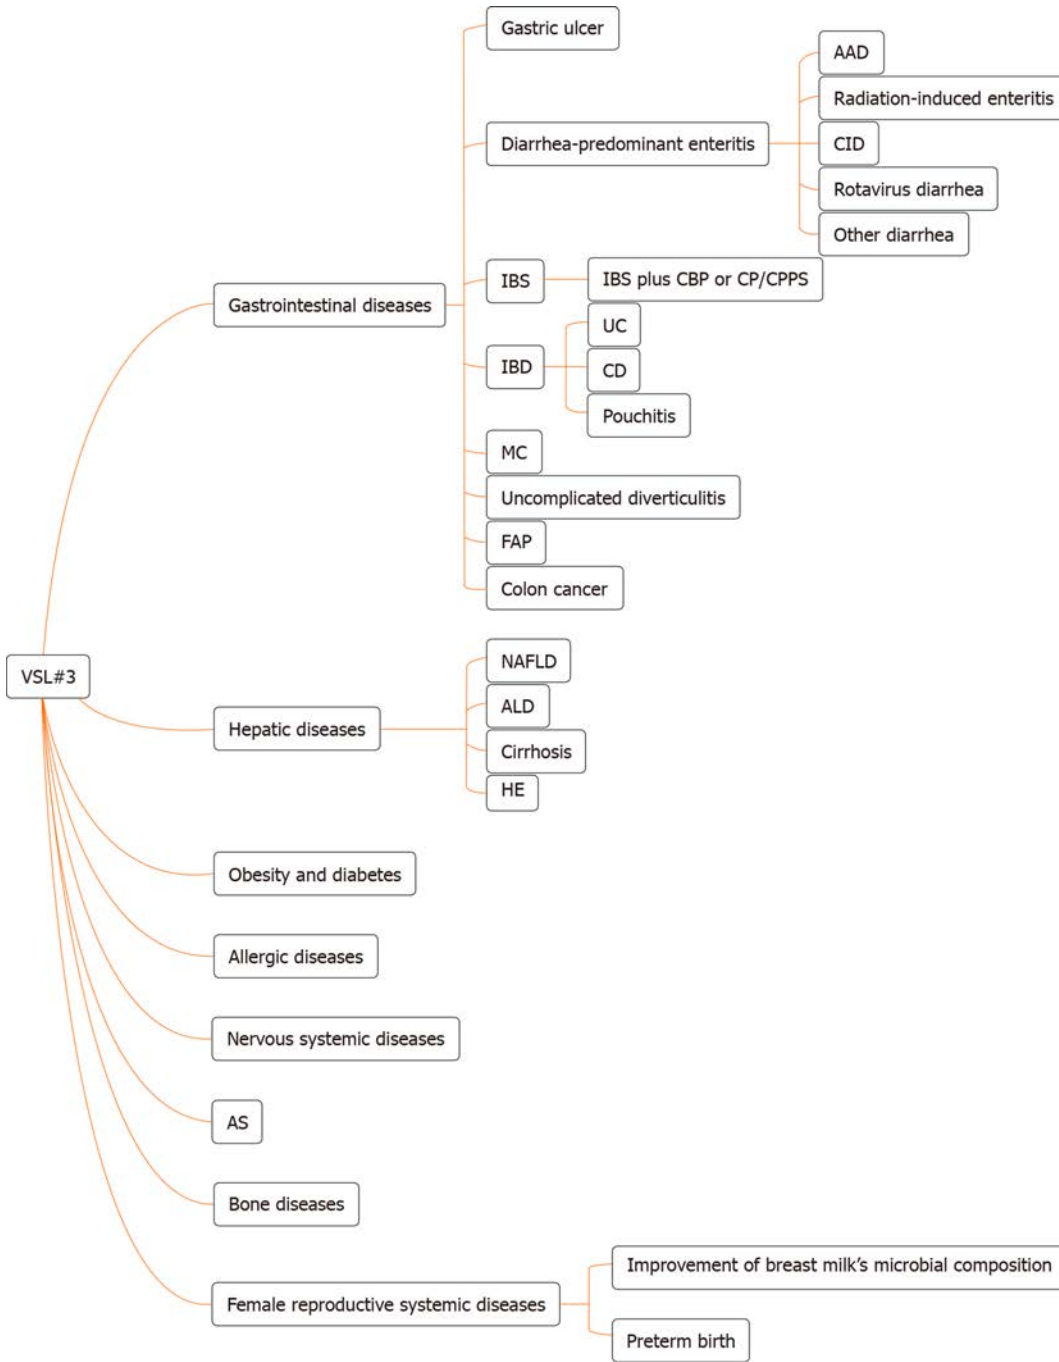 Gastric ulcer
AAD
Radiation-induced enteritis
Diarrhea-predominant enteritis
CID
Rotavirus diarrhea
Other diarrhea
IBS
IBS plus CBP or CP/CPPS
Gastrointestinal diseases
UC
IBD
CD
Pouchitis
MC
Uncomplicated diverticulitis
FAP
Colon cancer
VSL#3
NAFLD
ALD
Hepatic diseases
Cirrhosis
HE
Obesity and diabetes
Allergic diseases
Nervous systemic diseases
AS
Bone diseases
Improvement of breast milk's microbial composition
Female reproductive systemic diseases
Preterm birth